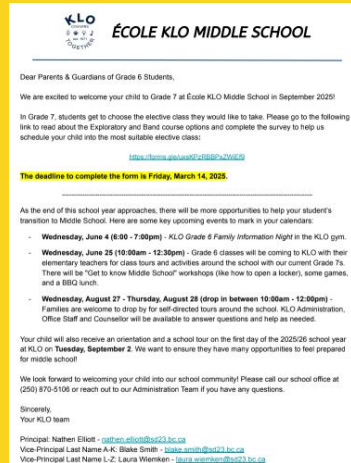 KLO
TOGETHER
ÉCOLE KLO MIDDLE SCHOOL
Dear Parents & Guardians of Grade 6 Students,
We are excited to welcome your child to Grade 7 at École KLO Middle School in September 2025!
In Grade 7, students get to choose the elective class they would like to take. Please go to the following
link to read about the Exploratory and Band course options and complete the survey to help us
schedule your child into the most suitable elective class:
The deadline to complete the form is Friday, March 14, 2025.
As the end of this school year approaches, there will be more opportunities to help your student's
transition to Middle School. Here are some key upcoming events to mark in your calendars:
- Wednesday, June 4 (6:00 - 7:00pm) - KLO Grade 6 Family Information Night in the KLO gym.
- Wednesday, June 25 (10:00am - 12:30pm) - Grade 6 classes will be coming to KLO with their
elementary teachers for class tours and activities around the school with our current Grade 7s.
There will be "Get to know Middle School" workshops (like how to open a locker), some games,
and a BBQ lunch.
- Wednesday, August 27 - Thursday, August 28 (drop in between 10:00am - 12:00pm) -
Families are welcome to drop by for self-directed tours around the school. KLO Administration,
Office Staff and Counsellor will be available to answer questions and help as needed.
Your child will also receive an orientation and a school tour on the first day of the 2025/26 school year
at KLO on Tuesday, September 2. We want to ensure they have many opportunities to feel prepared
for middle school!
We look forward to welcoming your child into our school community! Please call our school office at
(250) 870-5106 or reach out to our Administration Team if you have any questions.
Sincerely,
Your KLO team
Principal: Nathen Elliott - nathen.elliott@sd23.bc.ca
Vice-Principal Last Name A-K: Blake Smith - blake.smith@sd23.bc.ca
Vice-Principal Last Name L-Z: Laura Wiemken - laura.wiemken@sd23.bc.ca